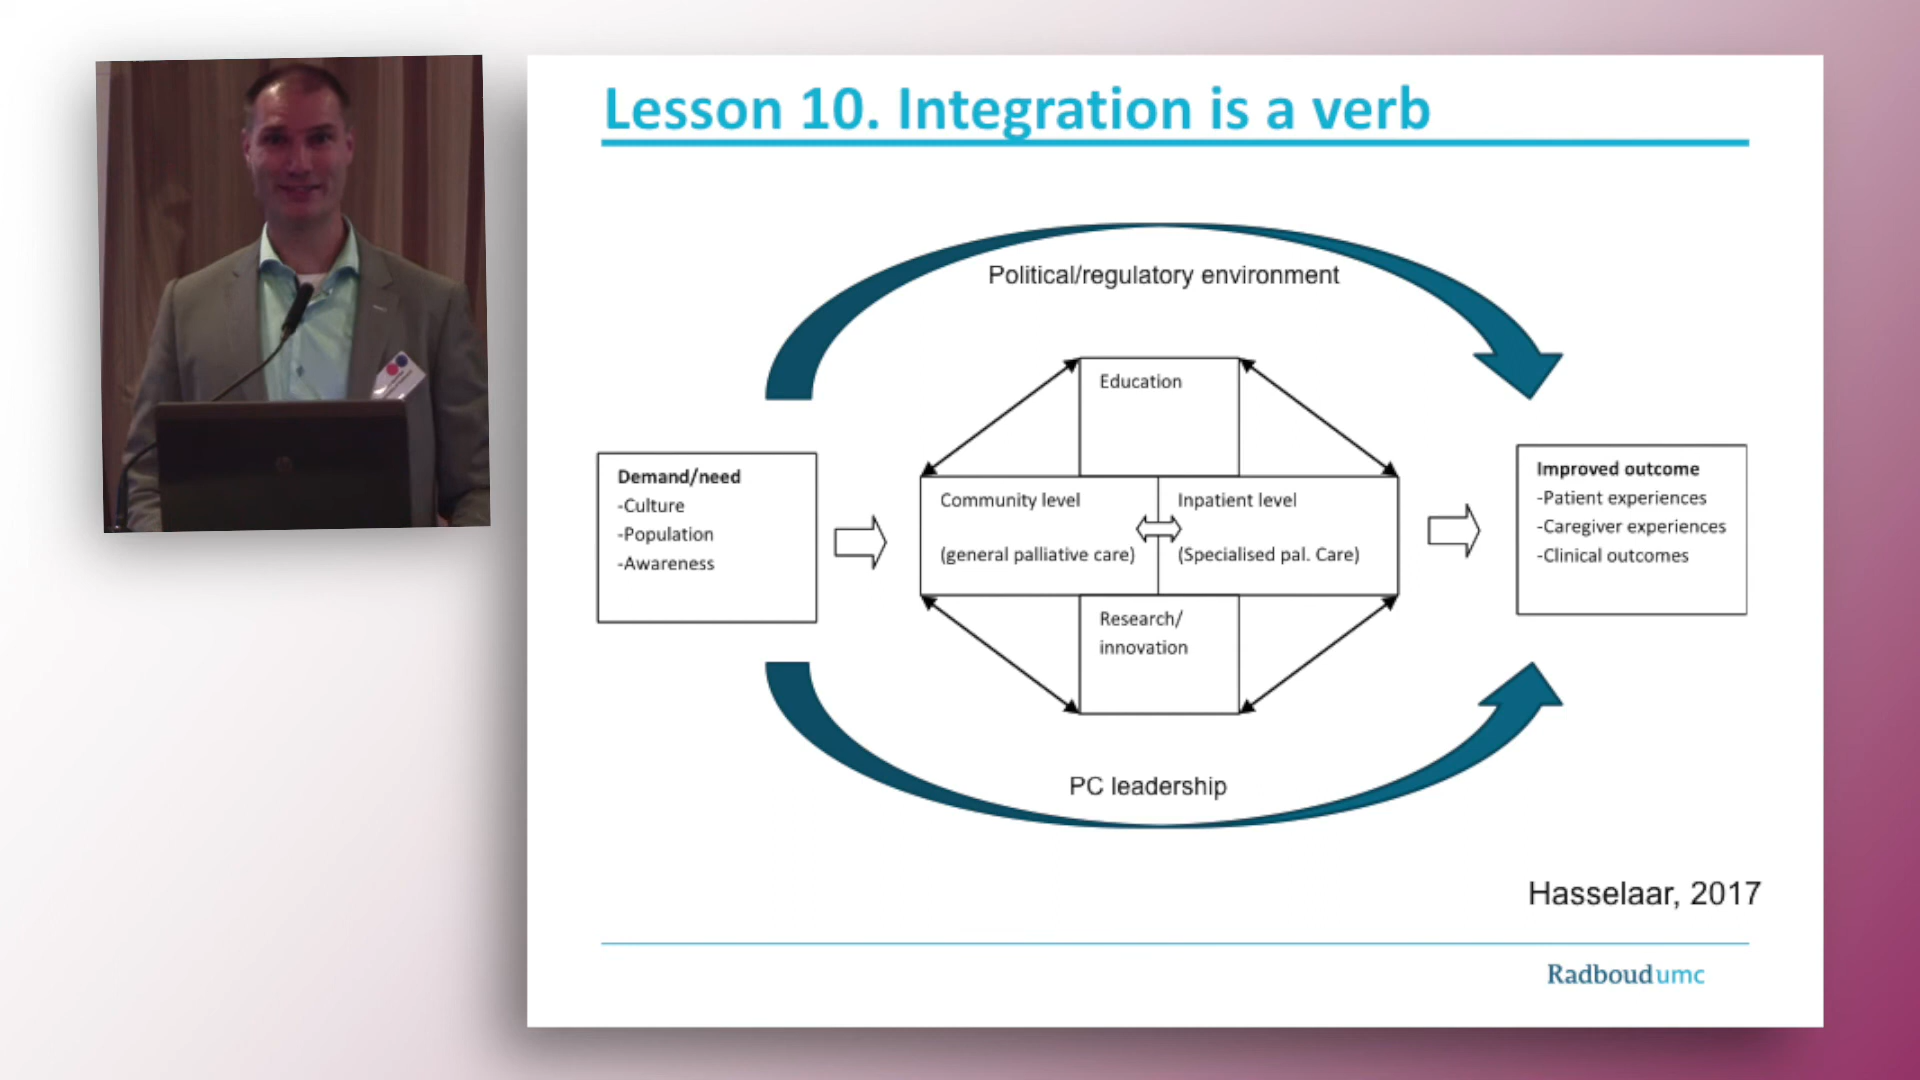 Lesson 10. Integration is a verb
Political/regulatory environment
Education
Demand/need
-Culture
-Population
-Awareness
Community level
(general palliative care)
Inpatient level
(Specialised pal. Care)
Improved outcome
-Patient experiences
-Caregiver experiences
-Clinical outcomes
Research/
innovation
PC leadership
Hasselaar, 2017
Radboudumc